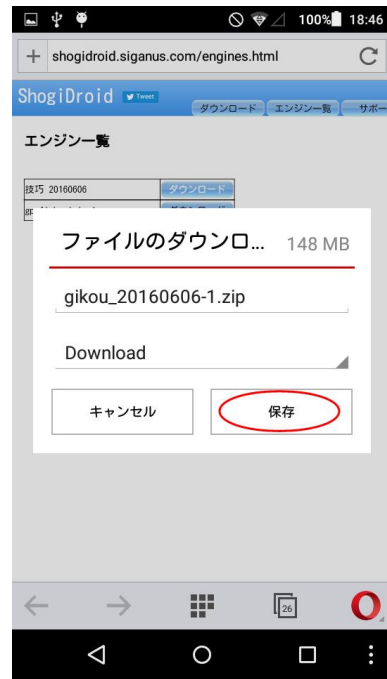 100% 18:46
+ shogidroid.siganus.com/engines.html
ShogiDroid Tweet ダウンロード エンジン一覧 サポー
エンジン一覧
技巧 20160606 ダウンロード
ファイルのダウンロ... 148 MB
gikou_20160606-1.zip
Download
キャンセル 保存
26